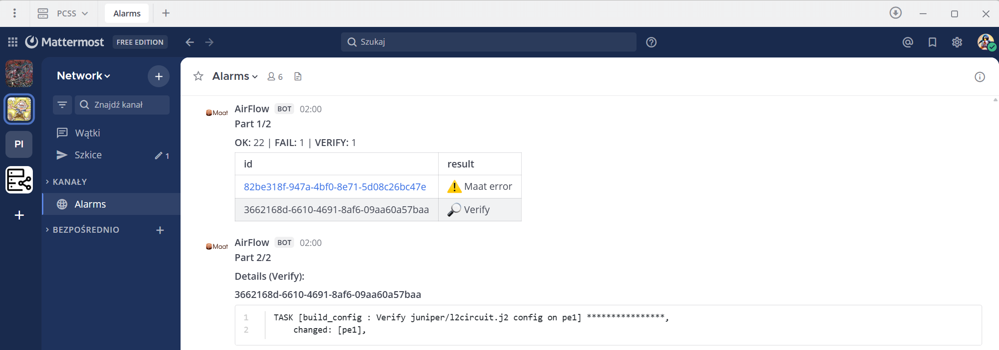 PCSS
Alarms
Mattermost
FREE EDITION
Szukaj
Network
Alarms
6
Znajdź kanał
Wątki
PI
Szkice
1
KANAŁY
Alarms
BEZPOŚREDNIO
Maat
AirFlow BOT 02:00
Part 1/2
OK: 22 | FAIL: 1 | VERIFY: 1
id result
82be318f-947a-4bf0-8e71-5d08c26bc47e Maat error
3662168d-6610-4691-8af6-09aa60a57baa Verify
Maat
AirFlow BOT 02:00
Part 2/2
Details (Verify):
3662168d-6610-4691-8af6-09aa60a57baa
1 TASK [build_config : Verify juniper/l2circuit.j2 config on pe1] ****************,
2 changed: [pe1],